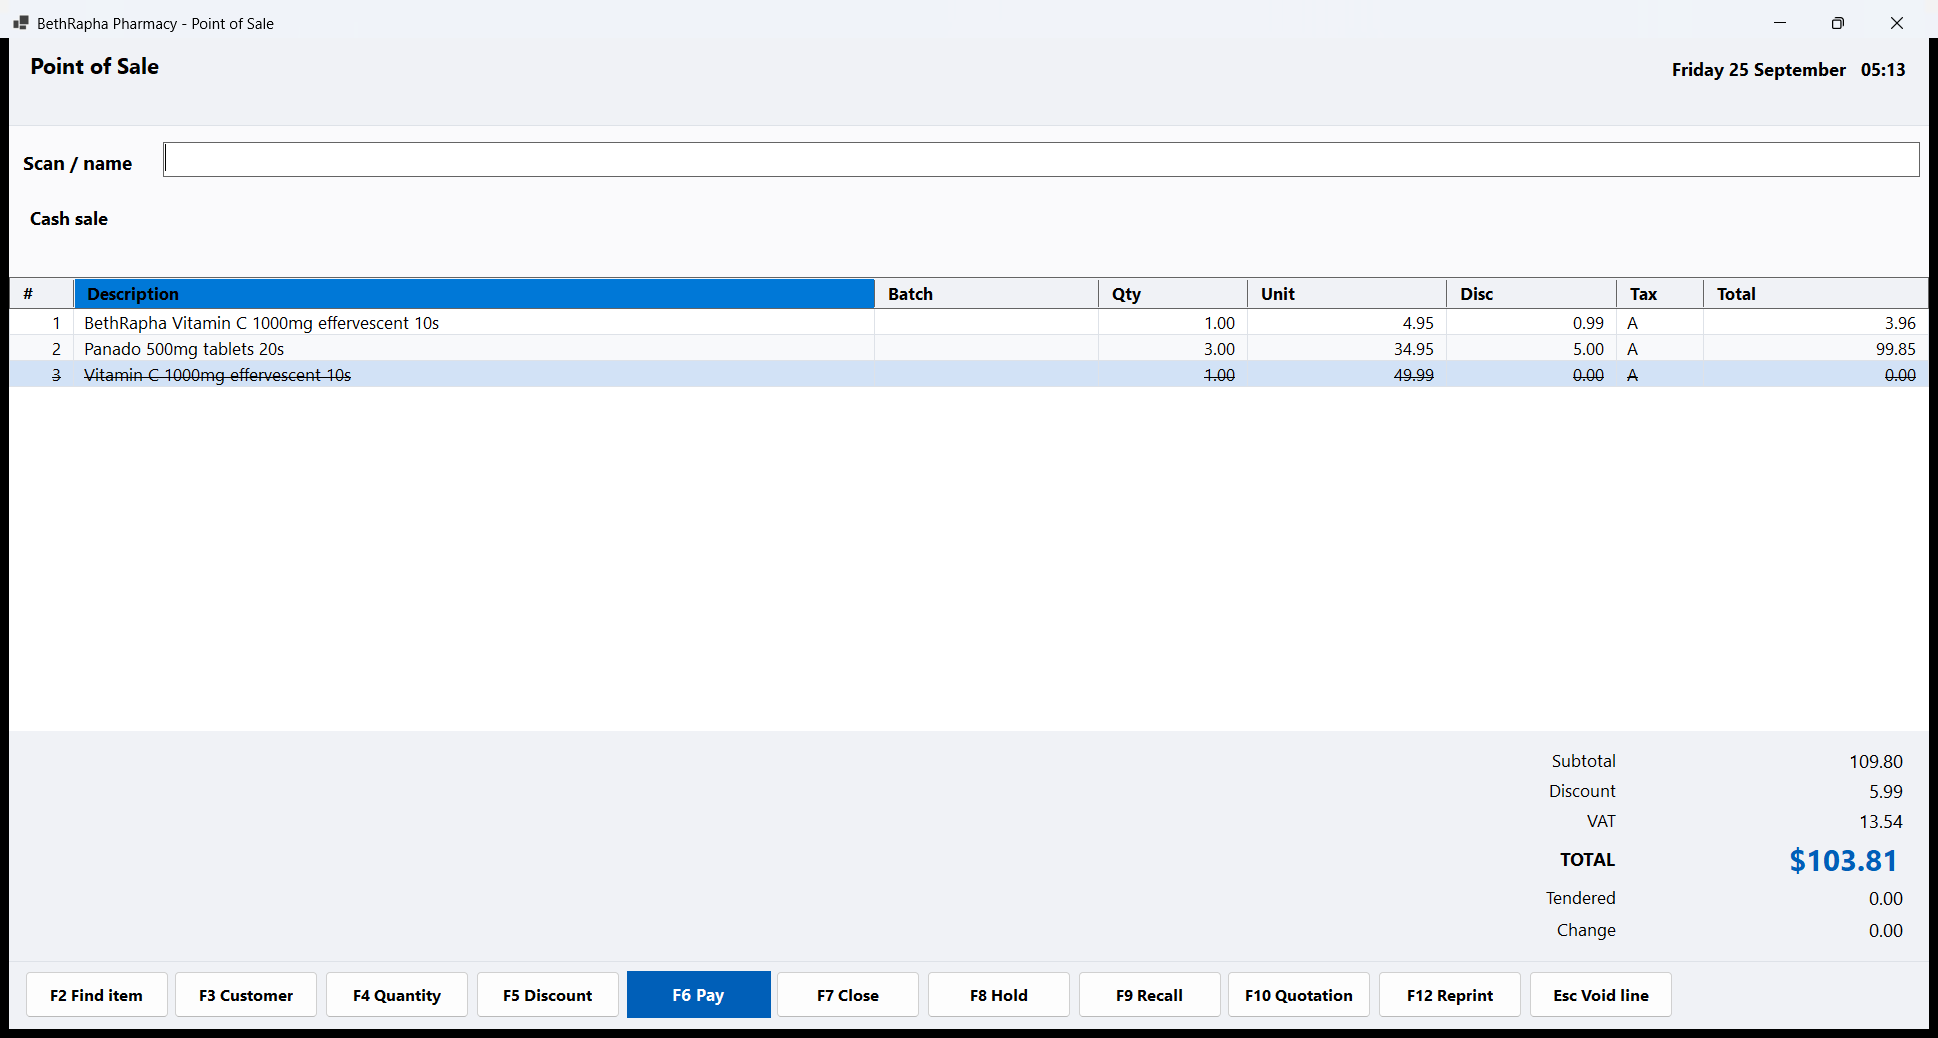 BethRapha Pharmacy - Point of Sale
Point of Sale
Friday 25 September 05:13
Scan / name
Cash sale
# Description Batch Qty Unit Disc Tax Total
1 BethRapha Vitamin C 1000mg effervescent 10s 1.00 4.95 0.99 A 3.96
2 Panado 500mg tablets 20s 3.00 34.95 5.00 A 99.85
3 Vitamin C 1000mg effervescent 10s 1.00 49.99 0.00 A 0.00
Subtotal 109.80
Discount 5.99
VAT 13.54
TOTAL $103.81
Tendered 0.00
Change 0.00
F2 Find item F3 Customer F4 Quantity F5 Discount F6 Pay F7 Close F8 Hold F9 Recall F10 Quotation F12 Reprint Esc Void line